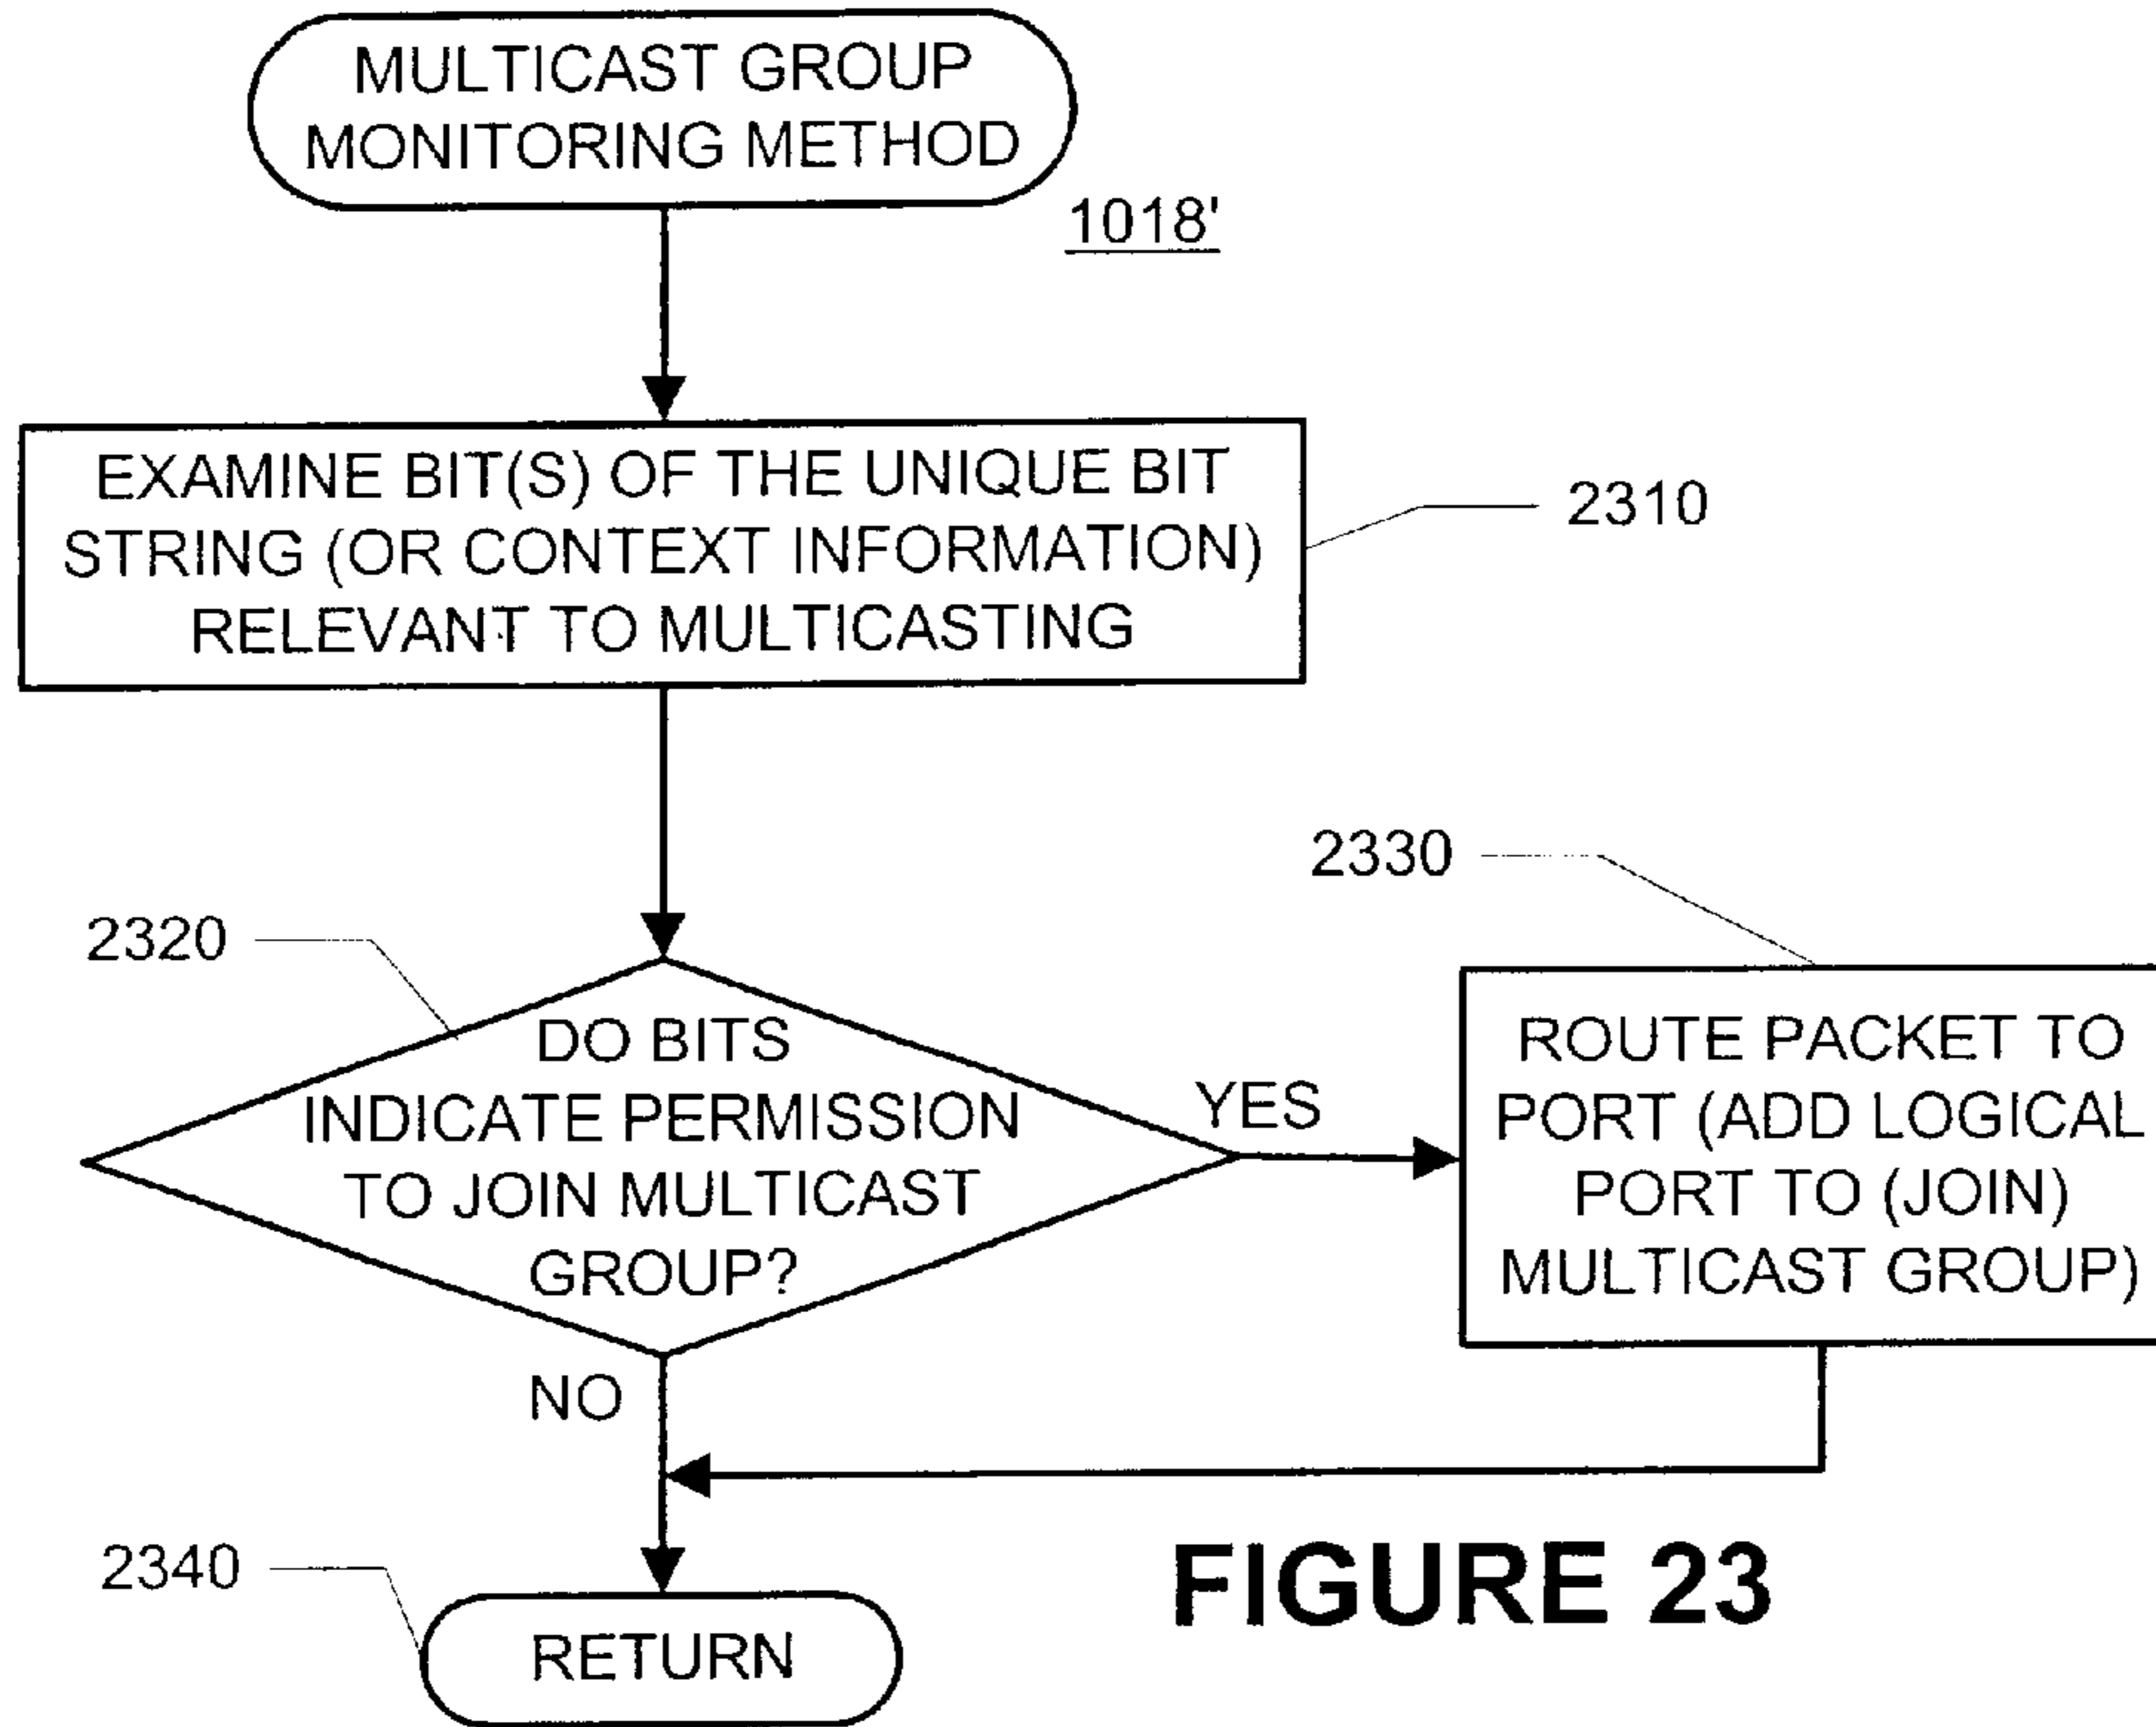 MULTICAST GROUP
MONITORING METHOD
1018'
EXAMINE BIT(S) OF THE UNIQUE BIT
STRING (OR CONTEXT INFORMATION)
RELEVANT TO MULTICASTING
2310
2320
DO BITS
INDICATE PERMISSION
TO JOIN MULTICAST
GROUP?
YES
NO
2330
ROUTE PACKET TO
PORT (ADD LOGICAL
PORT TO (JOIN)
MULTICAST GROUP)
2340
RETURN
FIGURE 23